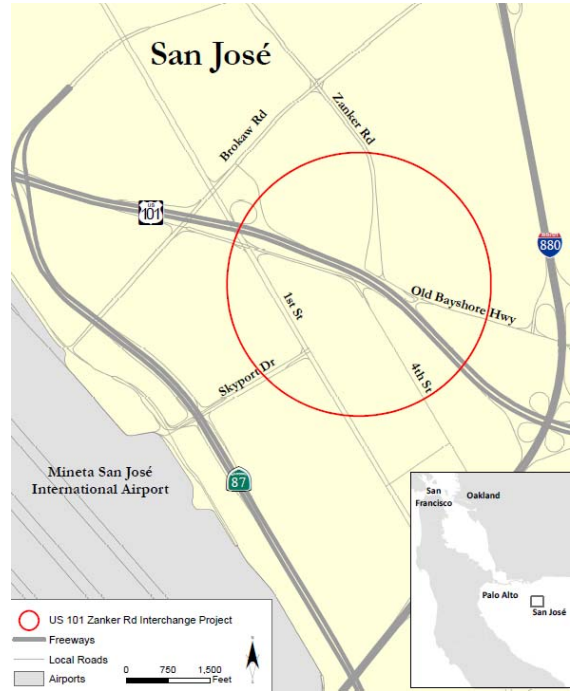 San José
Brokaw Rd
Zanker Rd
US
101
880
Old Bayshore Hwy
1st St
4th St
Skyport Dr
Mineta San José
International Airport
87
San
Francisco
Oakland
Palo Alto
San José
US 101 Zanker Rd Interchange Project
Freeways
Local Roads
Airports
0 750 1,500
Feet